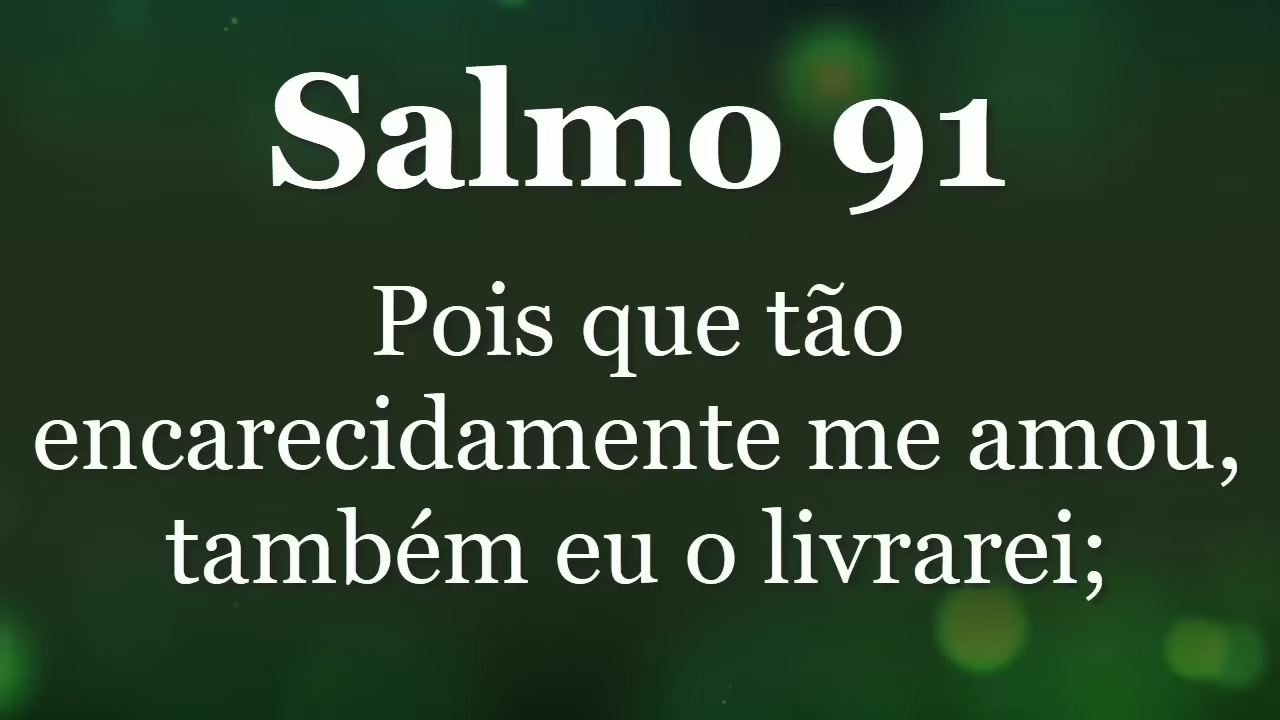 Salmo 91
Pois que tão
encarecidamente me amou,
também eu o livrarei;